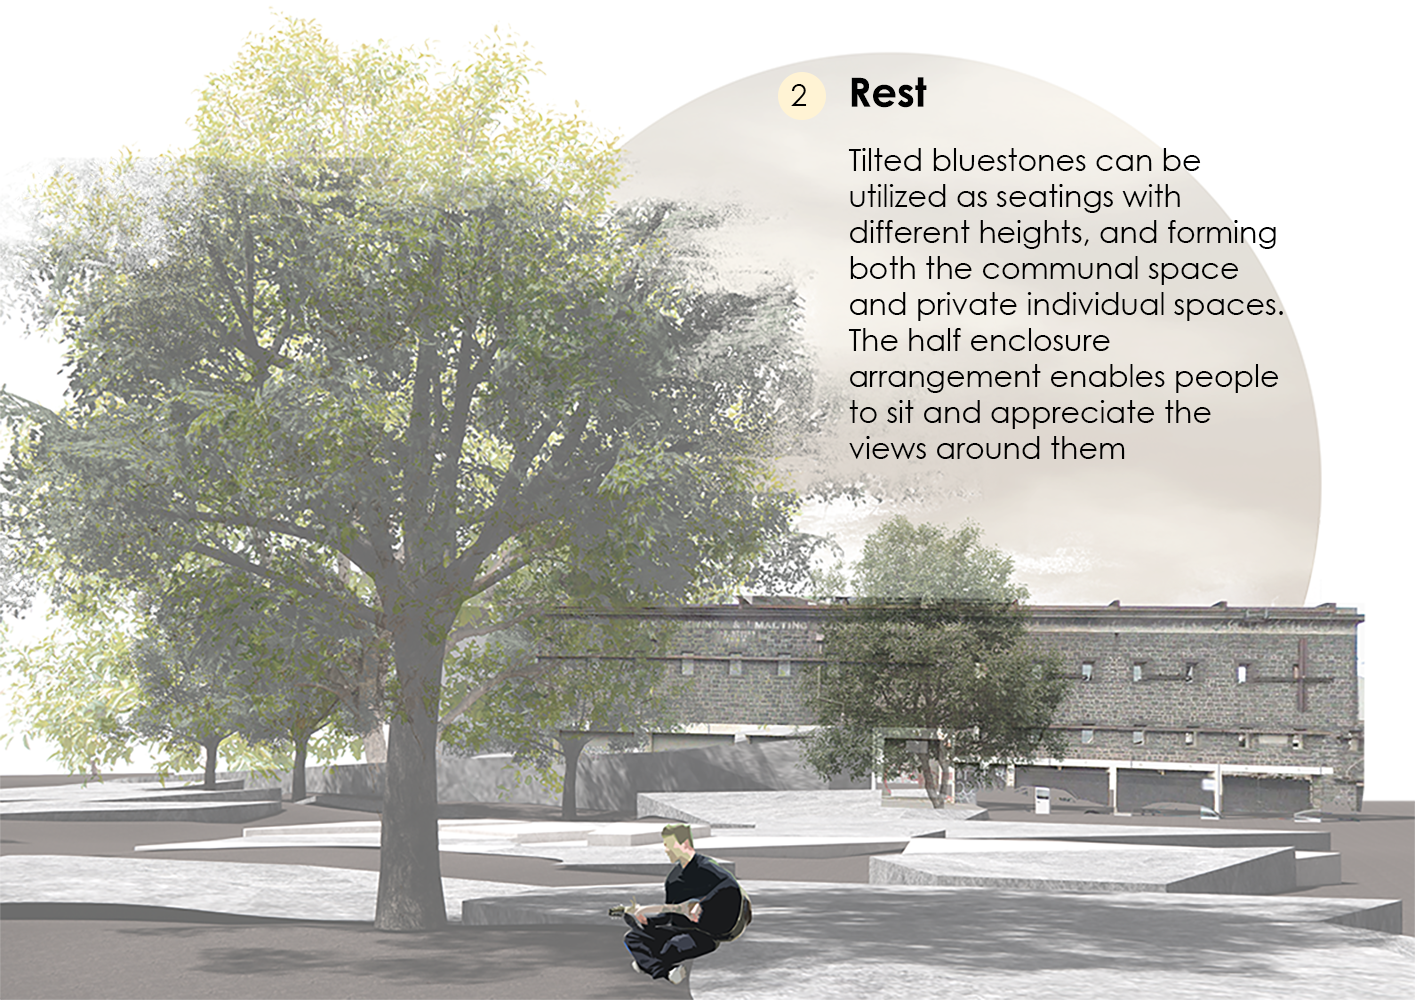 2 Rest
Tilted bluestones can be
utilized as seatings with
different heights, and forming
both the communal space
and private individual spaces.
The half enclosure
arrangement enables people
to sit and appreciate the
views around them